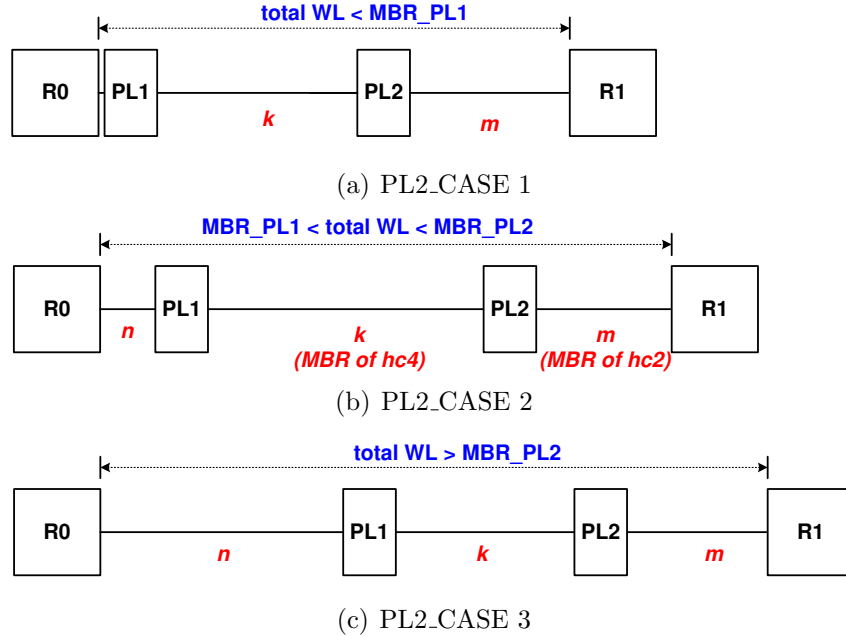 total WL < MBR_PL1
R0 PL1 PL2 R1
k m
(a) PL2_CASE 1
MBR_PL1 < total WL < MBR_PL2
R0 PL1 PL2 R1
n k m
(MBR of hc4) (MBR of hc2)
(b) PL2_CASE 2
total WL > MBR_PL2
R0 PL1 PL2 R1
n k m
(c) PL2_CASE 3